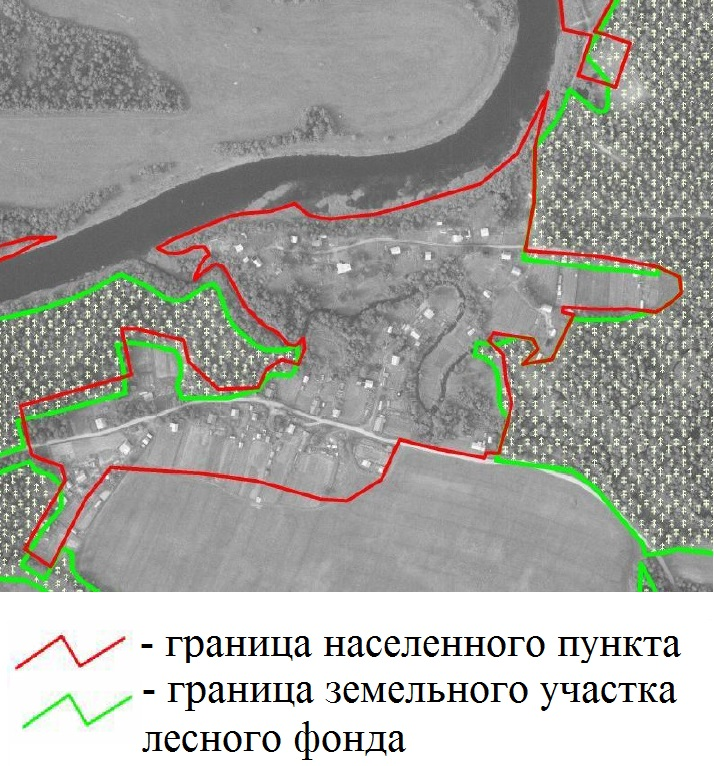 - граница населенного пункта
- граница земельного участка
лесного фонда